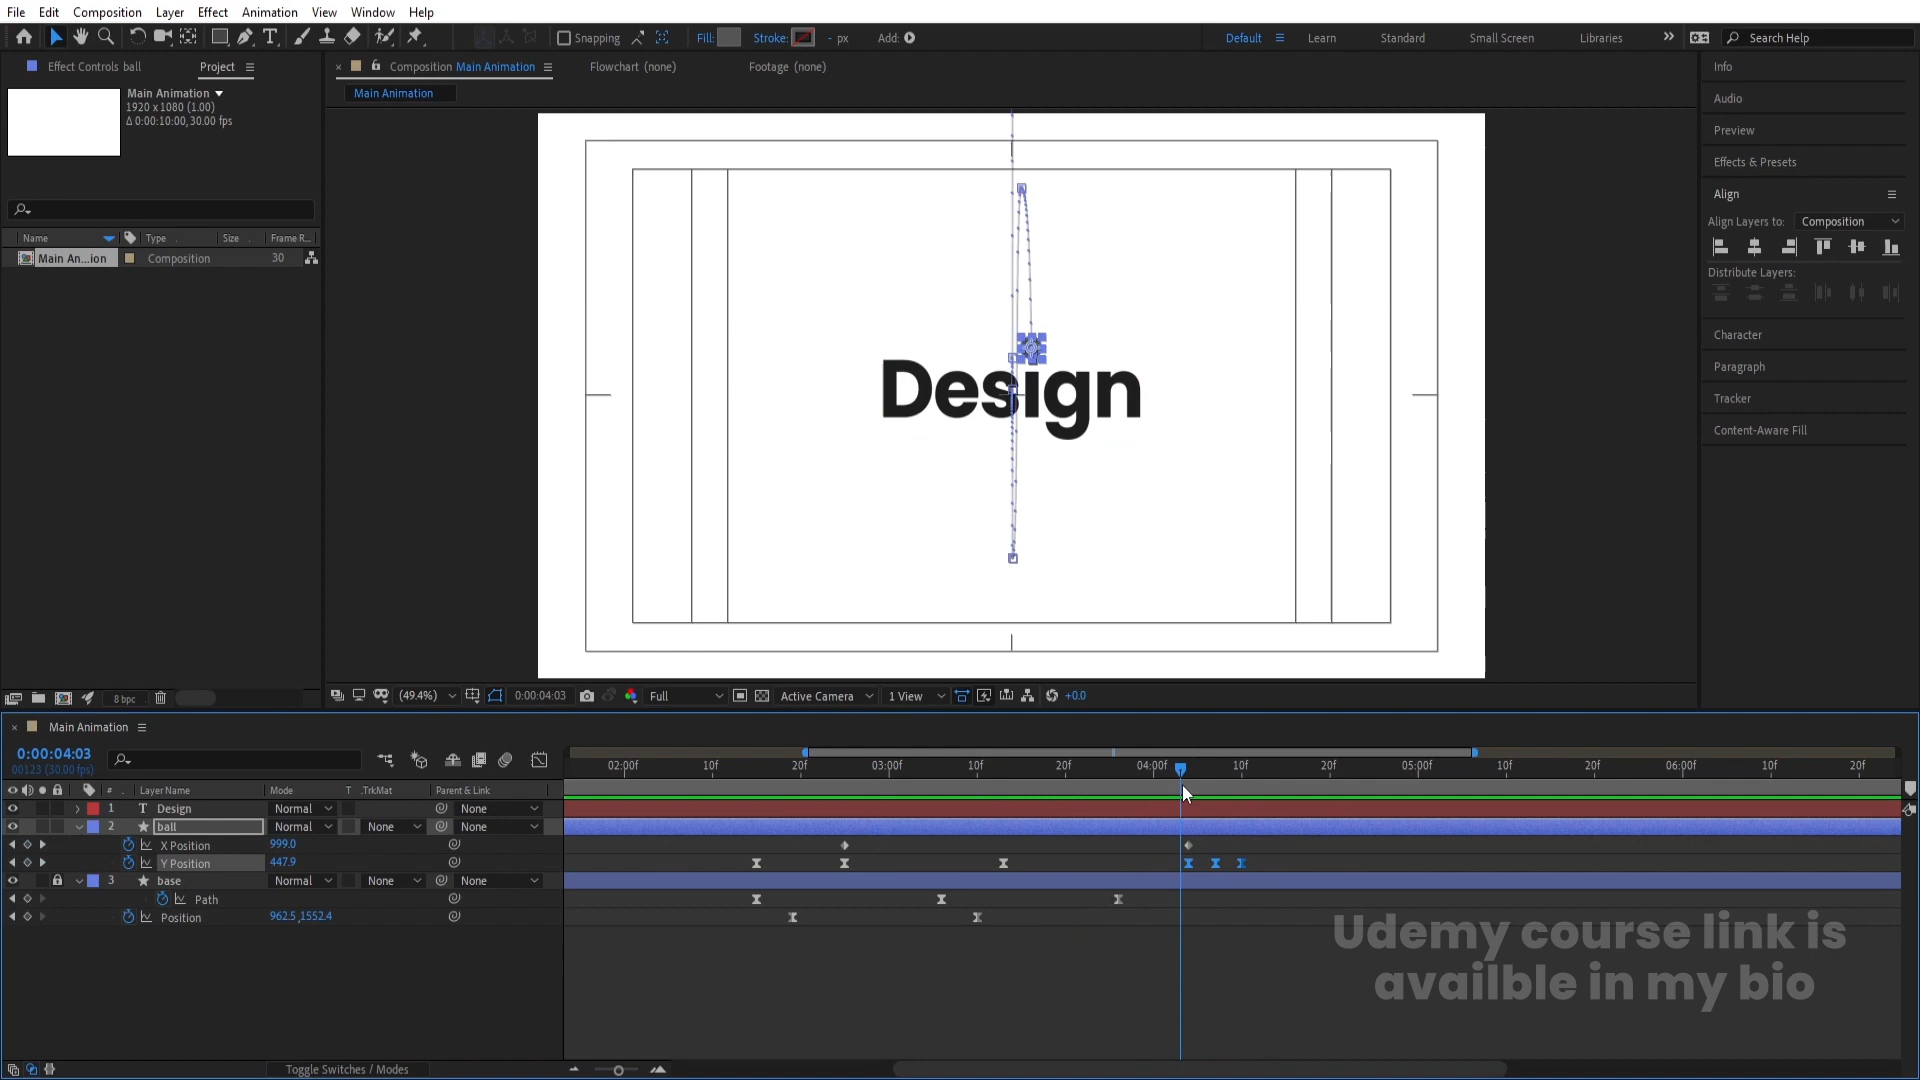 File Edit Composition Layer Effect Animation View Window Help
Snapping Fill: Stroke: - px Add: Default Learn Standard Small Screen Libraries Search Help
Effect Controls ball Project Composition Main Animation Flowchart (none) Footage (none) Info
Main Animation
1920 x 1080 (1.00)
Δ 0:00:10:00, 30.00 fps
Main Animation
Audio
Preview
Effects & Presets
Align
Align Layers to: Composition
Distribute Layers:
Character
Paragraph
Tracker
Content-Aware Fill
Name Type Size Frame R...
Main An...ion Composition 30
Design
8 bpc (49.4%) 0:00:04:03 Full Active Camera 1 View +0.0
Main Animation
0:00:04:03
00123 (30.00 fps)
02:00f 10f 20f 03:00f 10f 20f 04:00f 10f 20f 05:00f 10f 20f 06:00f 10f 20f
# Layer Name Mode T .TrkMat Parent & Link
1 T Design Normal None
2 ball Normal None None
X Position 999.0
Y Position 447.9
3 base Normal None None
Path
Position 962.5,1552.4
Udemy course link is
availble in my bio
Toggle Switches / Modes